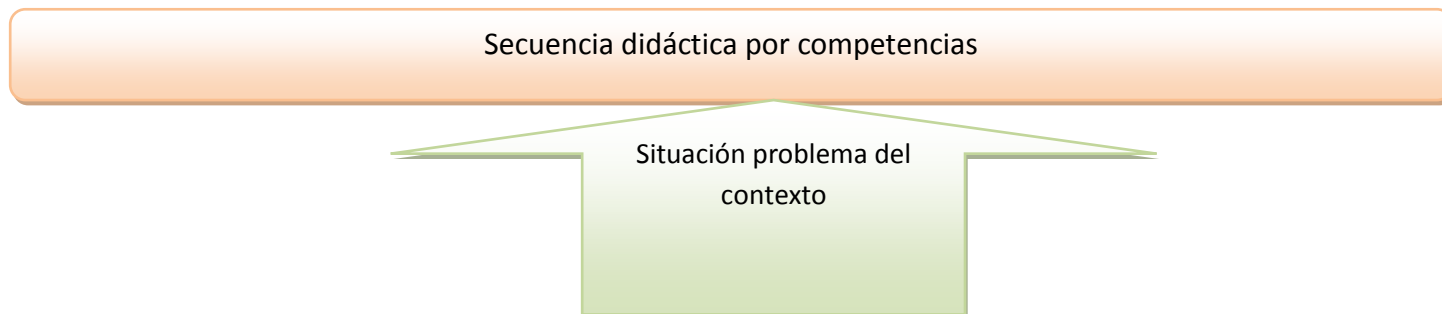 Secuencia didáctica por competencias
Situación problema del
contexto